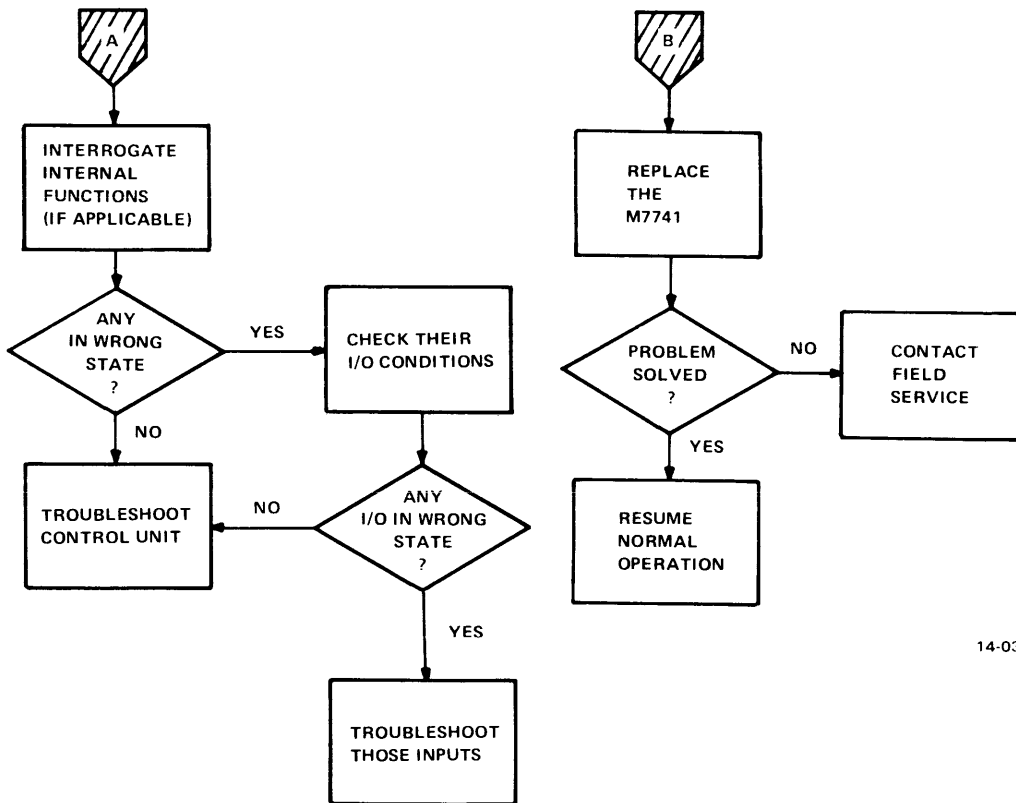 A
INTERROGATE
INTERNAL
FUNCTIONS
(IF APPLICABLE)
ANY
IN WRONG
STATE
?
YES
NO
CHECK THEIR
I/O CONDITIONS
ANY
I/O IN WRONG
STATE
?
NO
YES
TROUBLESHOOT
CONTROL UNIT
TROUBLESHOOT
THOSE INPUTS
B
REPLACE
THE
M7741
PROBLEM
SOLVED
?
NO
YES
CONTACT
FIELD
SERVICE
RESUME
NORMAL
OPERATION
14-03